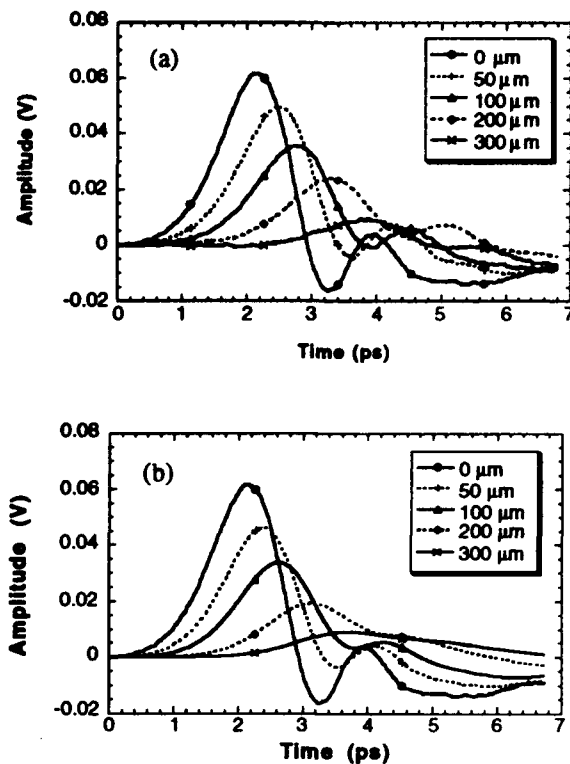 0.08
0.06
0.04
0.02
0
-0.02
Amplitude (V)
(a)
0 μm
50 μm
100 μm
200 μm
300 μm
0 1 2 3 4 5 6 7
Time (ps)
0.08
0.06
0.04
0.02
0
-0.02
Amplitude (V)
(b)
0 μm
50 μm
100 μm
200 μm
300 μm
0 1 2 3 4 5 6 7
Time (ps)